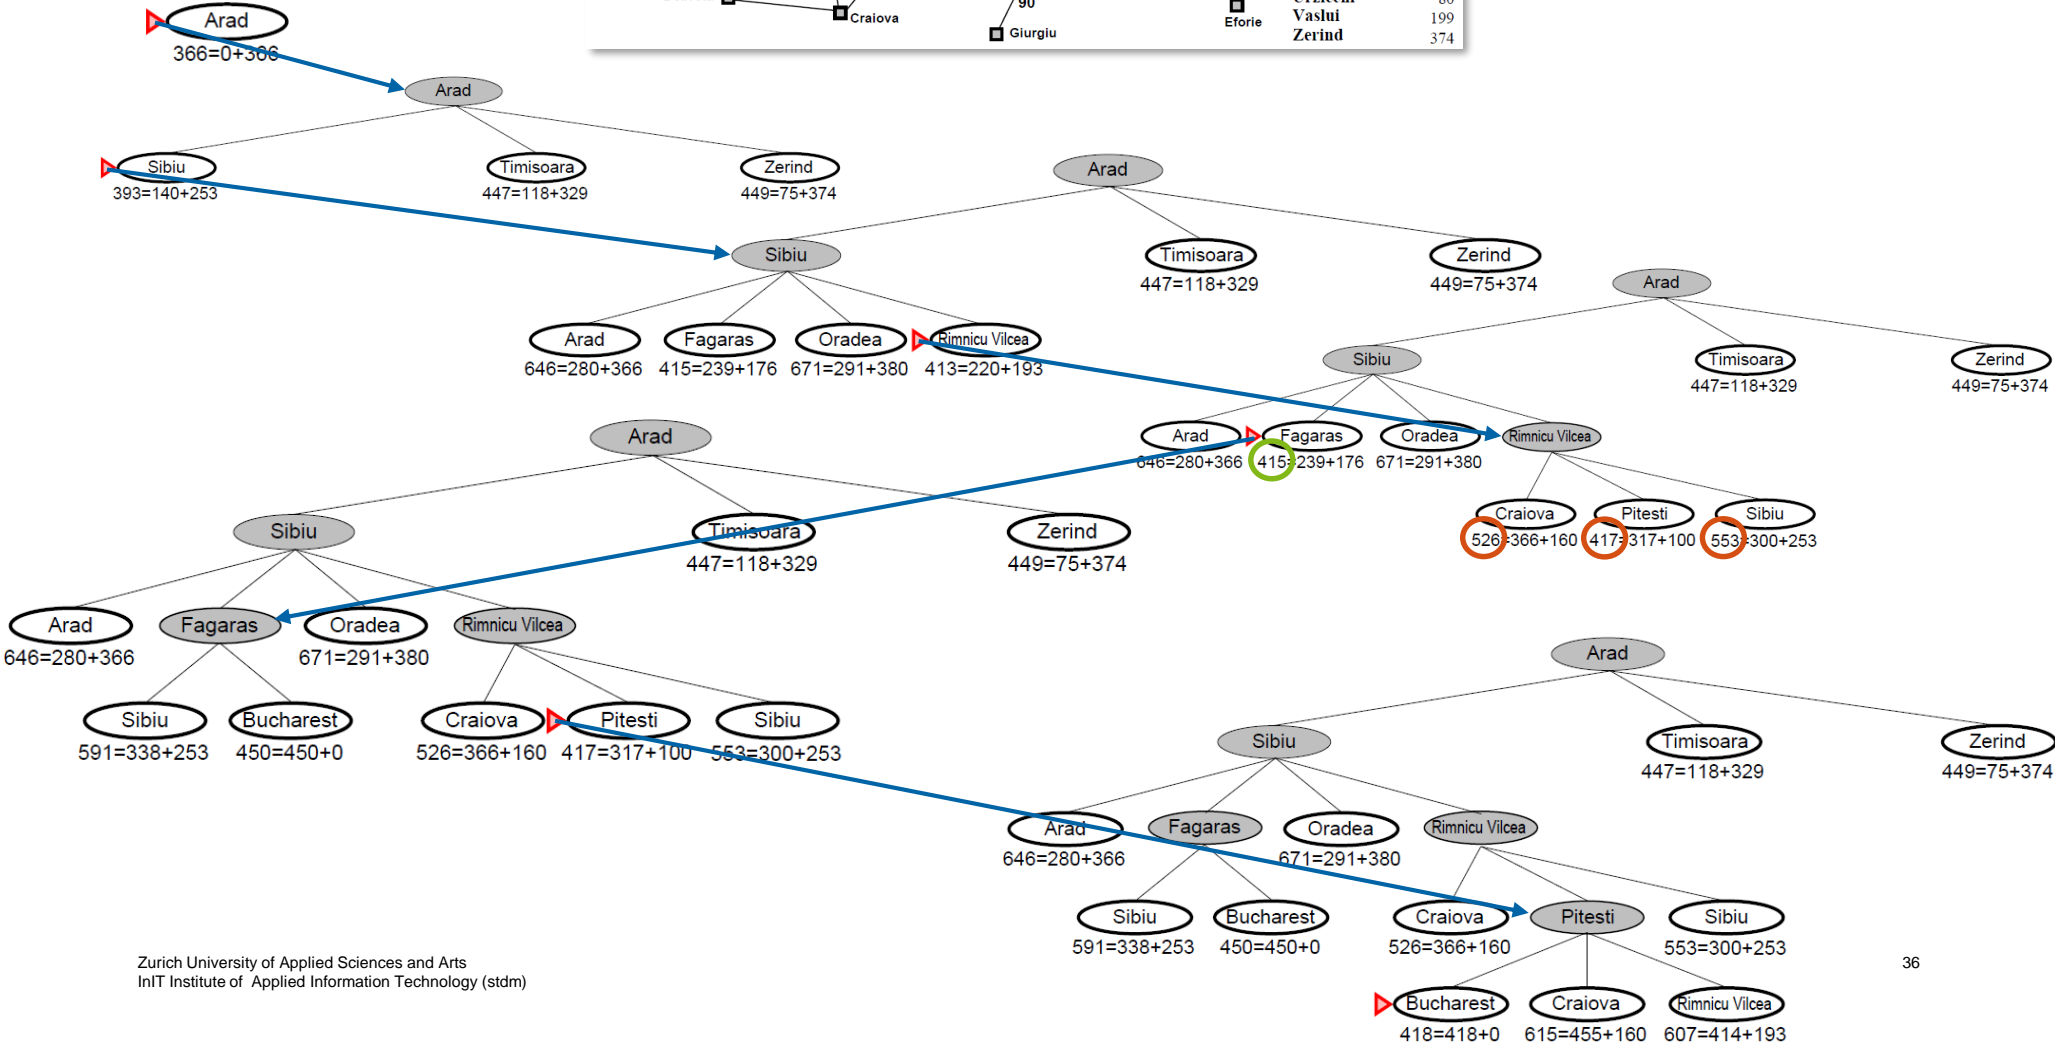 Arad
366=0+366
Craiova
90
Giurgiu
Eforie
Vaslui 199
Zerind 374
Arad
Sibiu Timisoara Zerind
393=140+253 447=118+329 449=75+374
Arad
Sibiu Timisoara Zerind
447=118+329 449=75+374
Arad Fagaras Oradea Rimnicu Vilcea
646=280+366 415=239+176 671=291+380 413=220+193
Arad
Sibiu Timisoara Zerind
447=118+329 449=75+374
Arad Fagaras Oradea Rimnicu Vilcea
646=280+366 415=239+176 671=291+380
Craiova Pitesti Sibiu
526=366+160 417=317+100 553=300+253
Arad
Sibiu Timisoara Zerind
447=118+329 449=75+374
Arad Fagaras Oradea Rimnicu Vilcea
646=280+366 671=291+380
Sibiu Bucharest Craiova Pitesti Sibiu
591=338+253 450=450+0 526=366+160 417=317+100 553=300+253
Arad
Sibiu Timisoara Zerind
447=118+329 449=75+374
Arad Fagaras Oradea Rimnicu Vilcea
646=280+366 671=291+380
Sibiu Bucharest Craiova Pitesti Sibiu
591=338+253 450=450+0 526=366+160 553=300+253
Bucharest Craiova Rimnicu Vilcea
418=418+0 615=455+160 607=414+193
Zurich University of Applied Sciences and Arts
InIT Institute of Applied Information Technology (stdm)
36